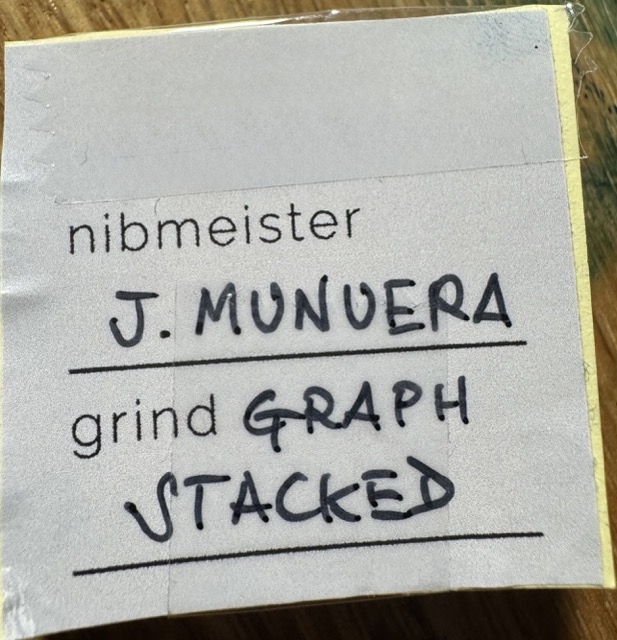 nibmeister
J. MUNUERA
grind GRAPH
STACKED